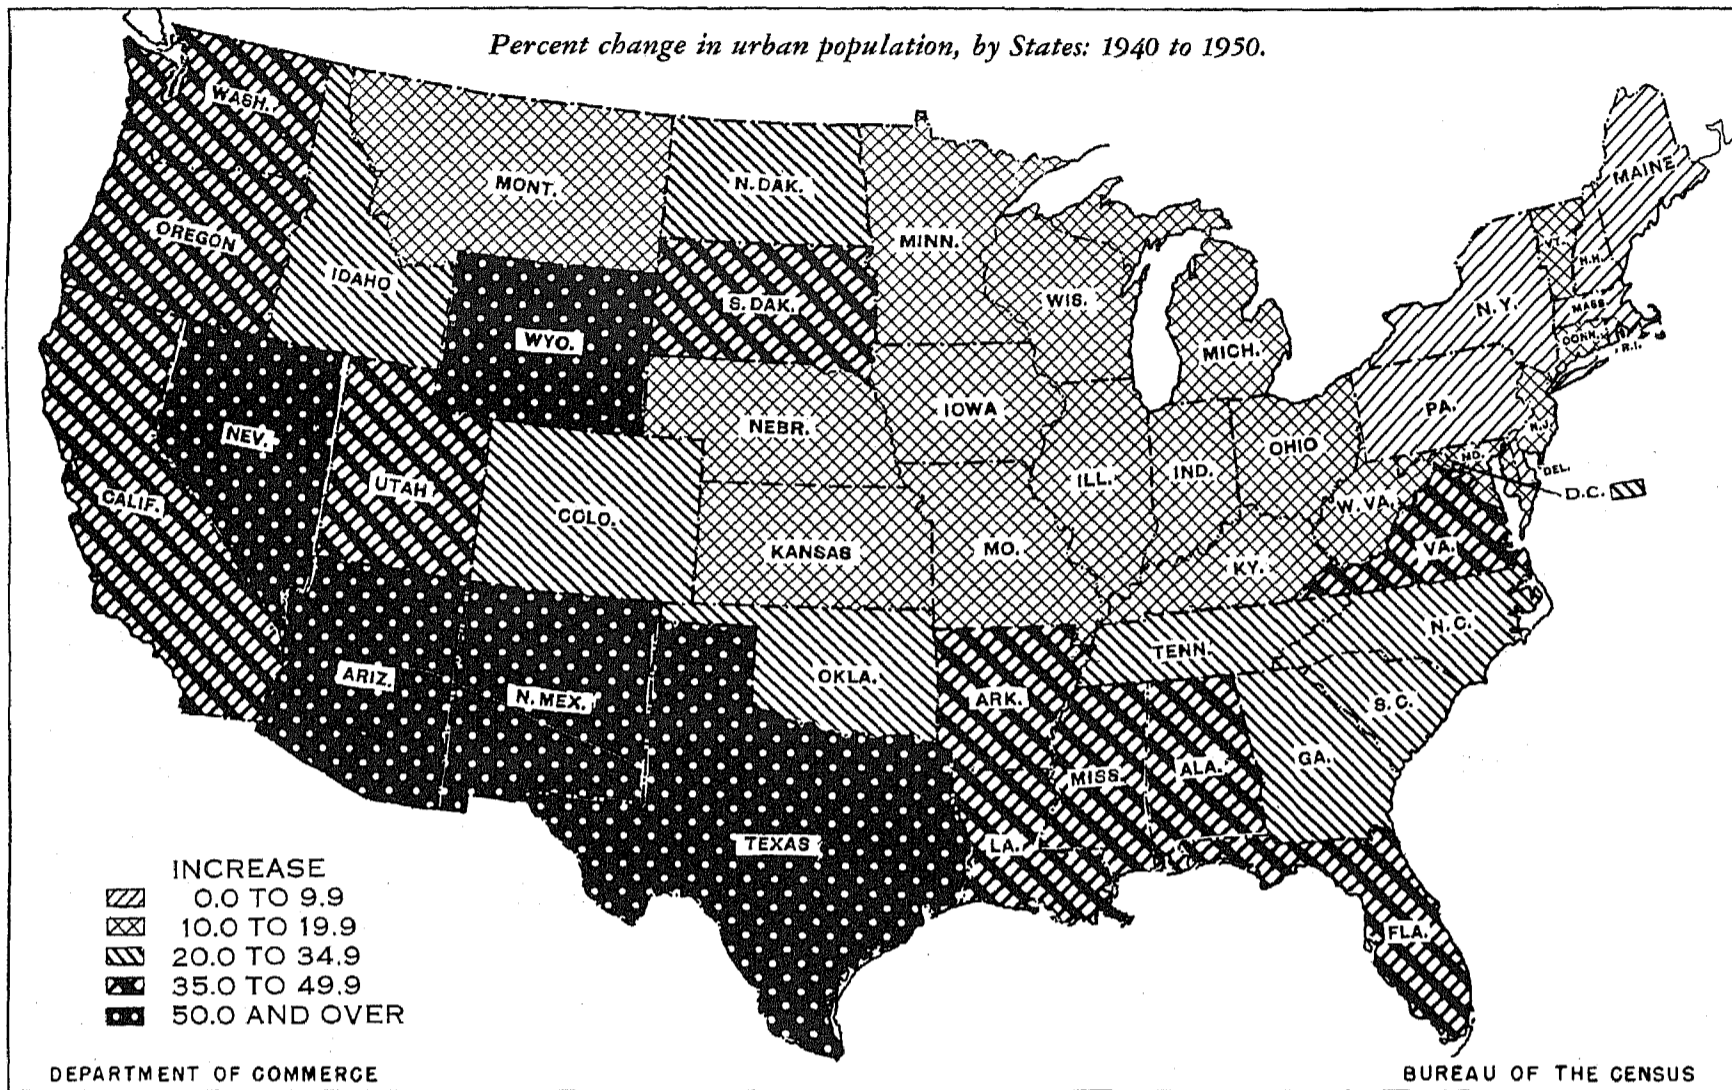 Percent change in urban population, by States: 1940 to 1950.
WASH.
MONT.
N. DAK.
MINN.
MAINE
OREGON
IDAHO
S. DAK.
WIS.
MICH.
VT.
N.H.
N.Y.
MASS.
CONN.
R.I.
WYO.
NEV.
NEBR.
IOWA
PA.
N.J.
OHIO
IND.
ILL.
MD.
DEL.
D.C.
W. VA.
CALIF.
UTAH
COLO.
KANSAS
MO.
KY.
VA.
ARIZ.
N. MEX.
OKLA.
ARK.
TENN.
N.C.
S.C.
GA.
ALA.
MISS.
LA.
TEXAS
FLA.
INCREASE
0.0 TO 9.9
10.0 TO 19.9
20.0 TO 34.9
35.0 TO 49.9
50.0 AND OVER
DEPARTMENT OF COMMERCE
BUREAU OF THE CENSUS